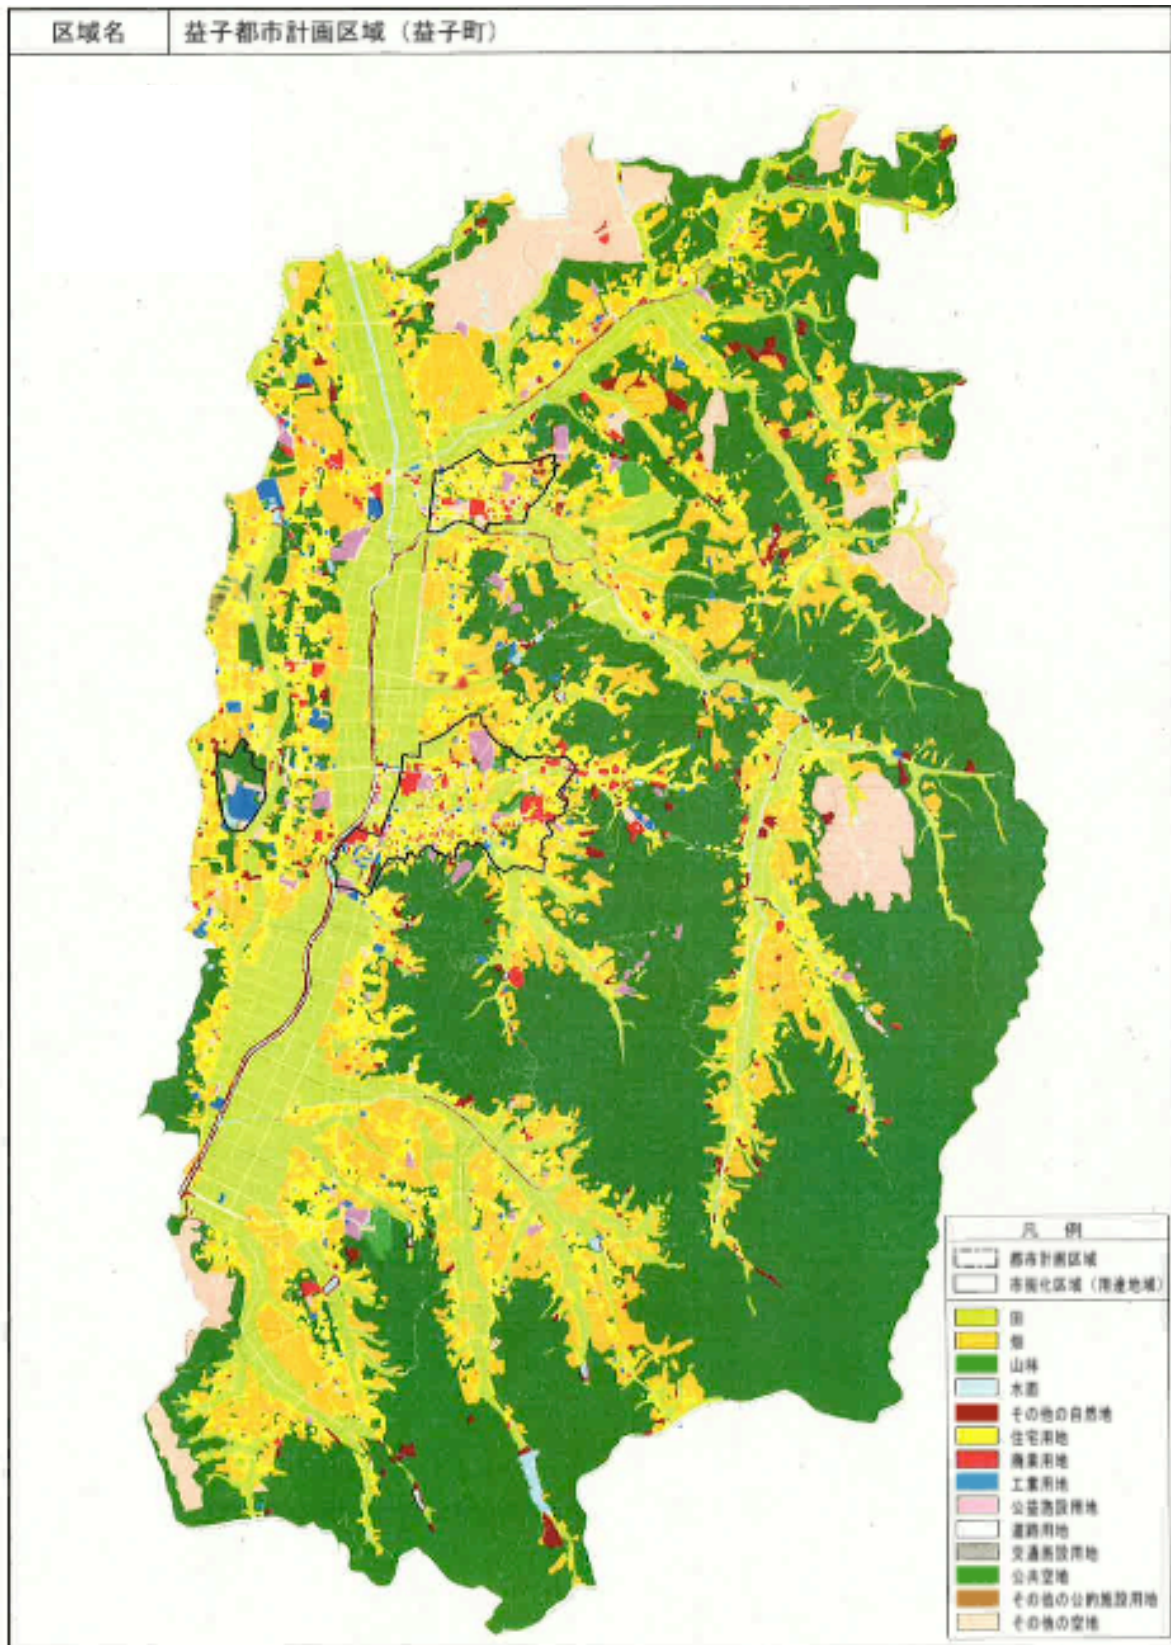 区域名
益子都市計画区域（益子町）
凡例
都市計画区域
市街化区域（用途地域）
田
畑
山林
水面
その他の自然地
住宅用地
商業用地
工業用地
公益施設用地
道路用地
交通施設用地
公共空地
その他の公的施設用地
その他の空地